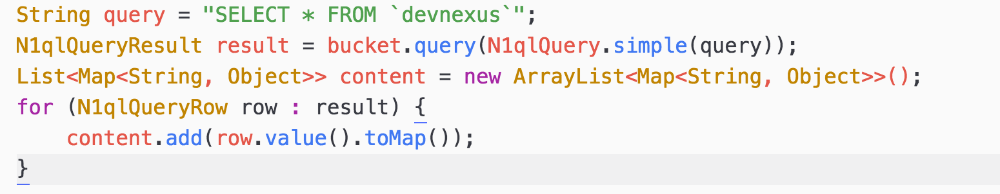 String query = "SELECT * FROM `devnexus`";
N1qlQueryResult result = bucket.query(N1qlQuery.simple(query));
List<Map<String, Object>> content = new ArrayList<Map<String, Object>>();
for (N1qlQueryRow row : result) {
    content.add(row.value().toMap());
}